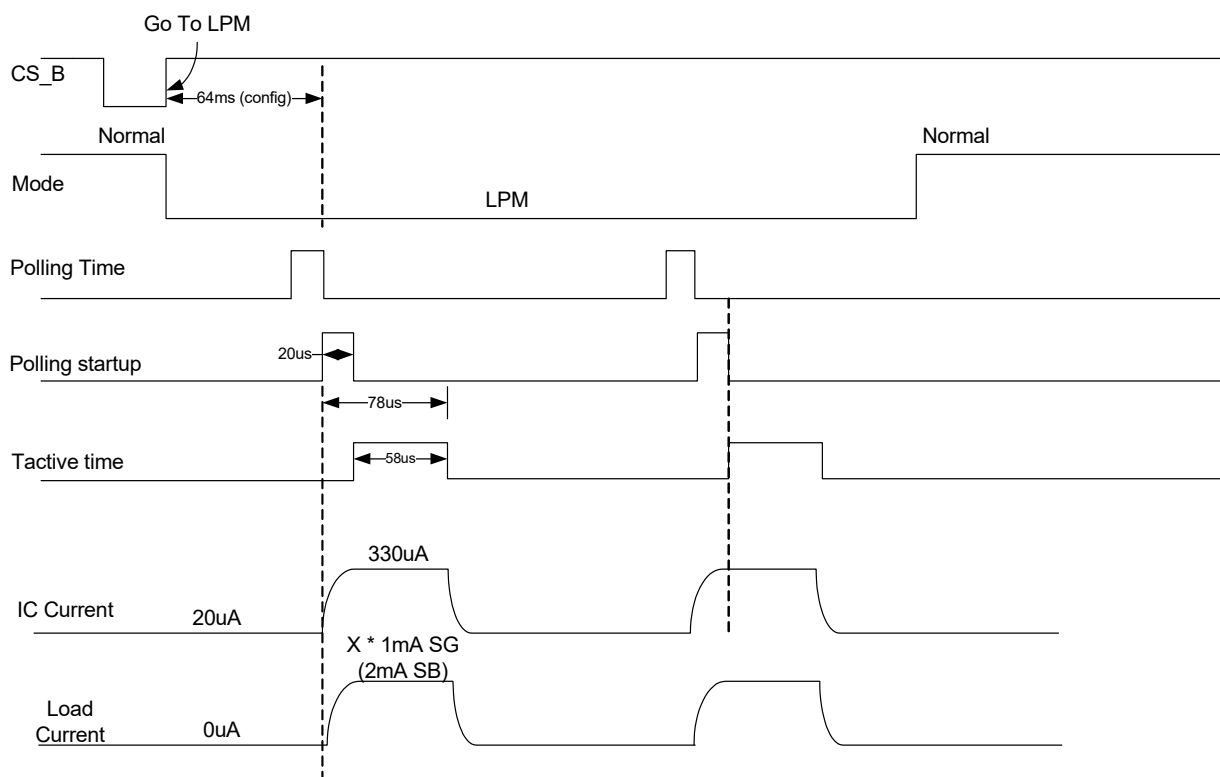 Go To LPM
CS_B
64ms (config)
Normal
Normal
Mode
LPM
Polling Time
20us
Polling startup
78us
Tactive time
58us
330uA
IC Current
20uA
X * 1mA SG
(2mA SB)
Load
Current
0uA